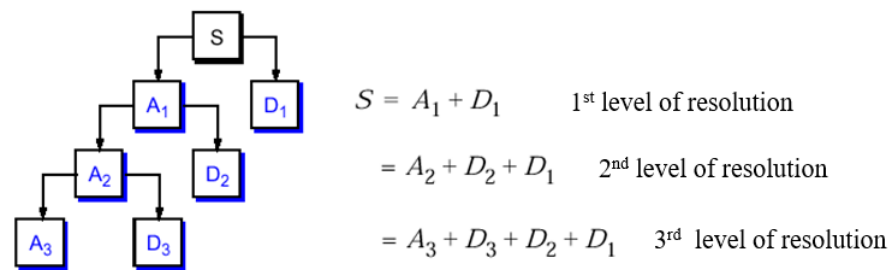 S
A₁ D₁
A₂ D₂
A₃ D₃
S = A₁ + D₁ 1ˢᵗ level of resolution
= A₂ + D₂ + D₁ 2ⁿᵈ level of resolution
= A₃ + D₃ + D₂ + D₁ 3ʳᵈ level of resolution